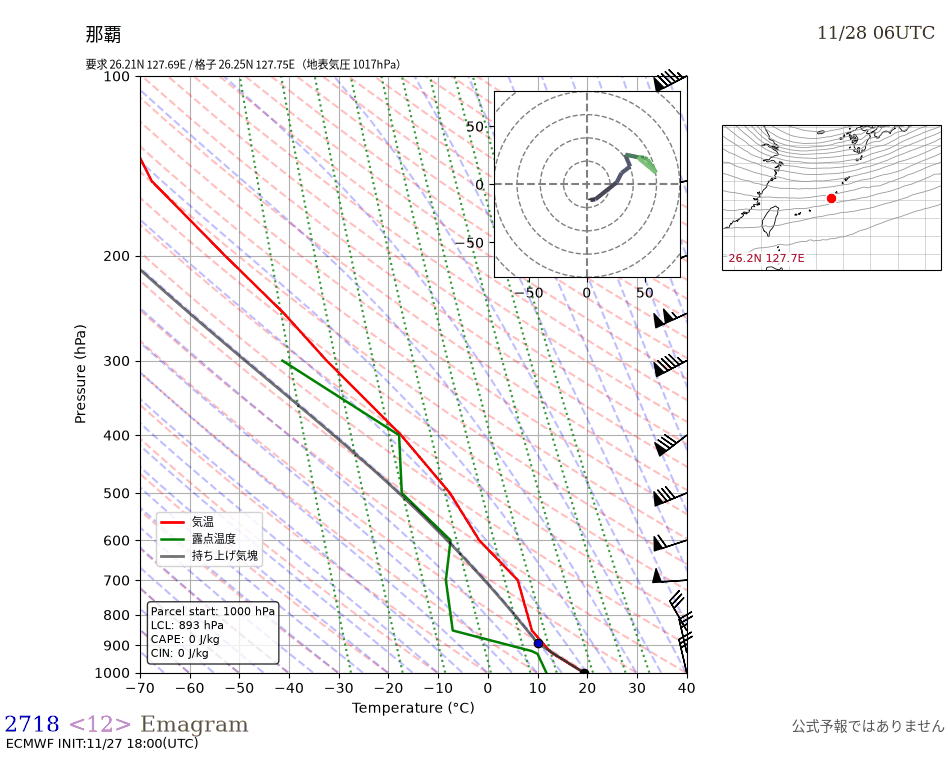 那覇
11/28 06UTC
要求 26.21N 127.69E / 格子 26.25N 127.75E（地表気圧 1017hPa）
100
200
300
400
500
600
700
800
900
1000
Pressure (hPa)
50
0
−50
−50 0 50
26.2N 127.7E
気温
露点温度
持ち上げ気塊
Parcel start: 1000 hPa
LCL: 893 hPa
CAPE: 0 J/kg
CIN: 0 J/kg
−70 −60 −50 −40 −30 −20 −10 0 10 20 30 40
Temperature (°C)
2718 <12> Emagram
公式予報ではありません
ECMWF INIT:11/27 18:00(UTC)